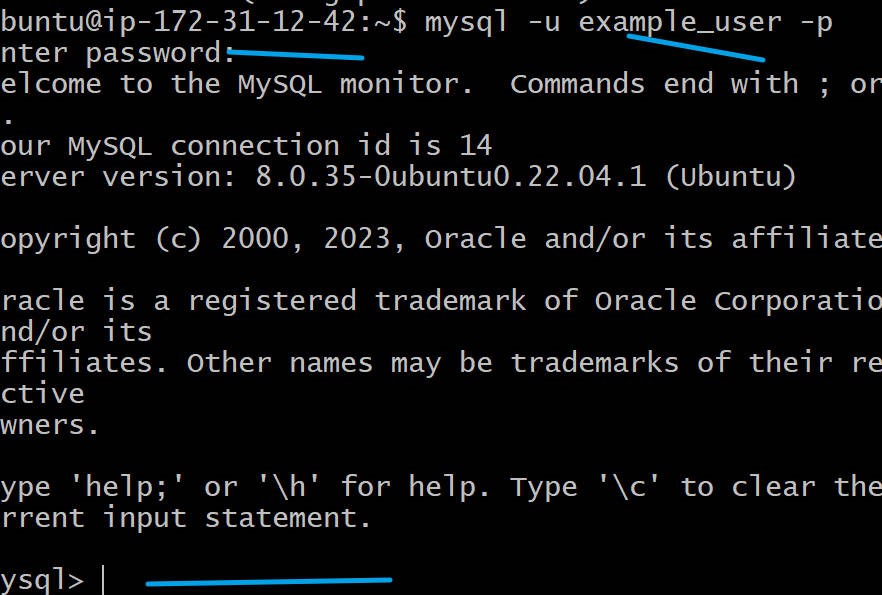 buntu@ip-172-31-12-42:~$ mysql -u example_user -p
nter password:
elcome to the MySQL monitor.  Commands end with ; or
.
our MySQL connection id is 14
erver version: 8.0.35-0ubuntu0.22.04.1 (Ubuntu)
opyright (c) 2000, 2023, Oracle and/or its affiliate
racle is a registered trademark of Oracle Corporatio
nd/or its
ffiliates. Other names may be trademarks of their re
ctive
wners.
ype 'help;' or '\h' for help. Type '\c' to clear the
rrent input statement.
ysql>